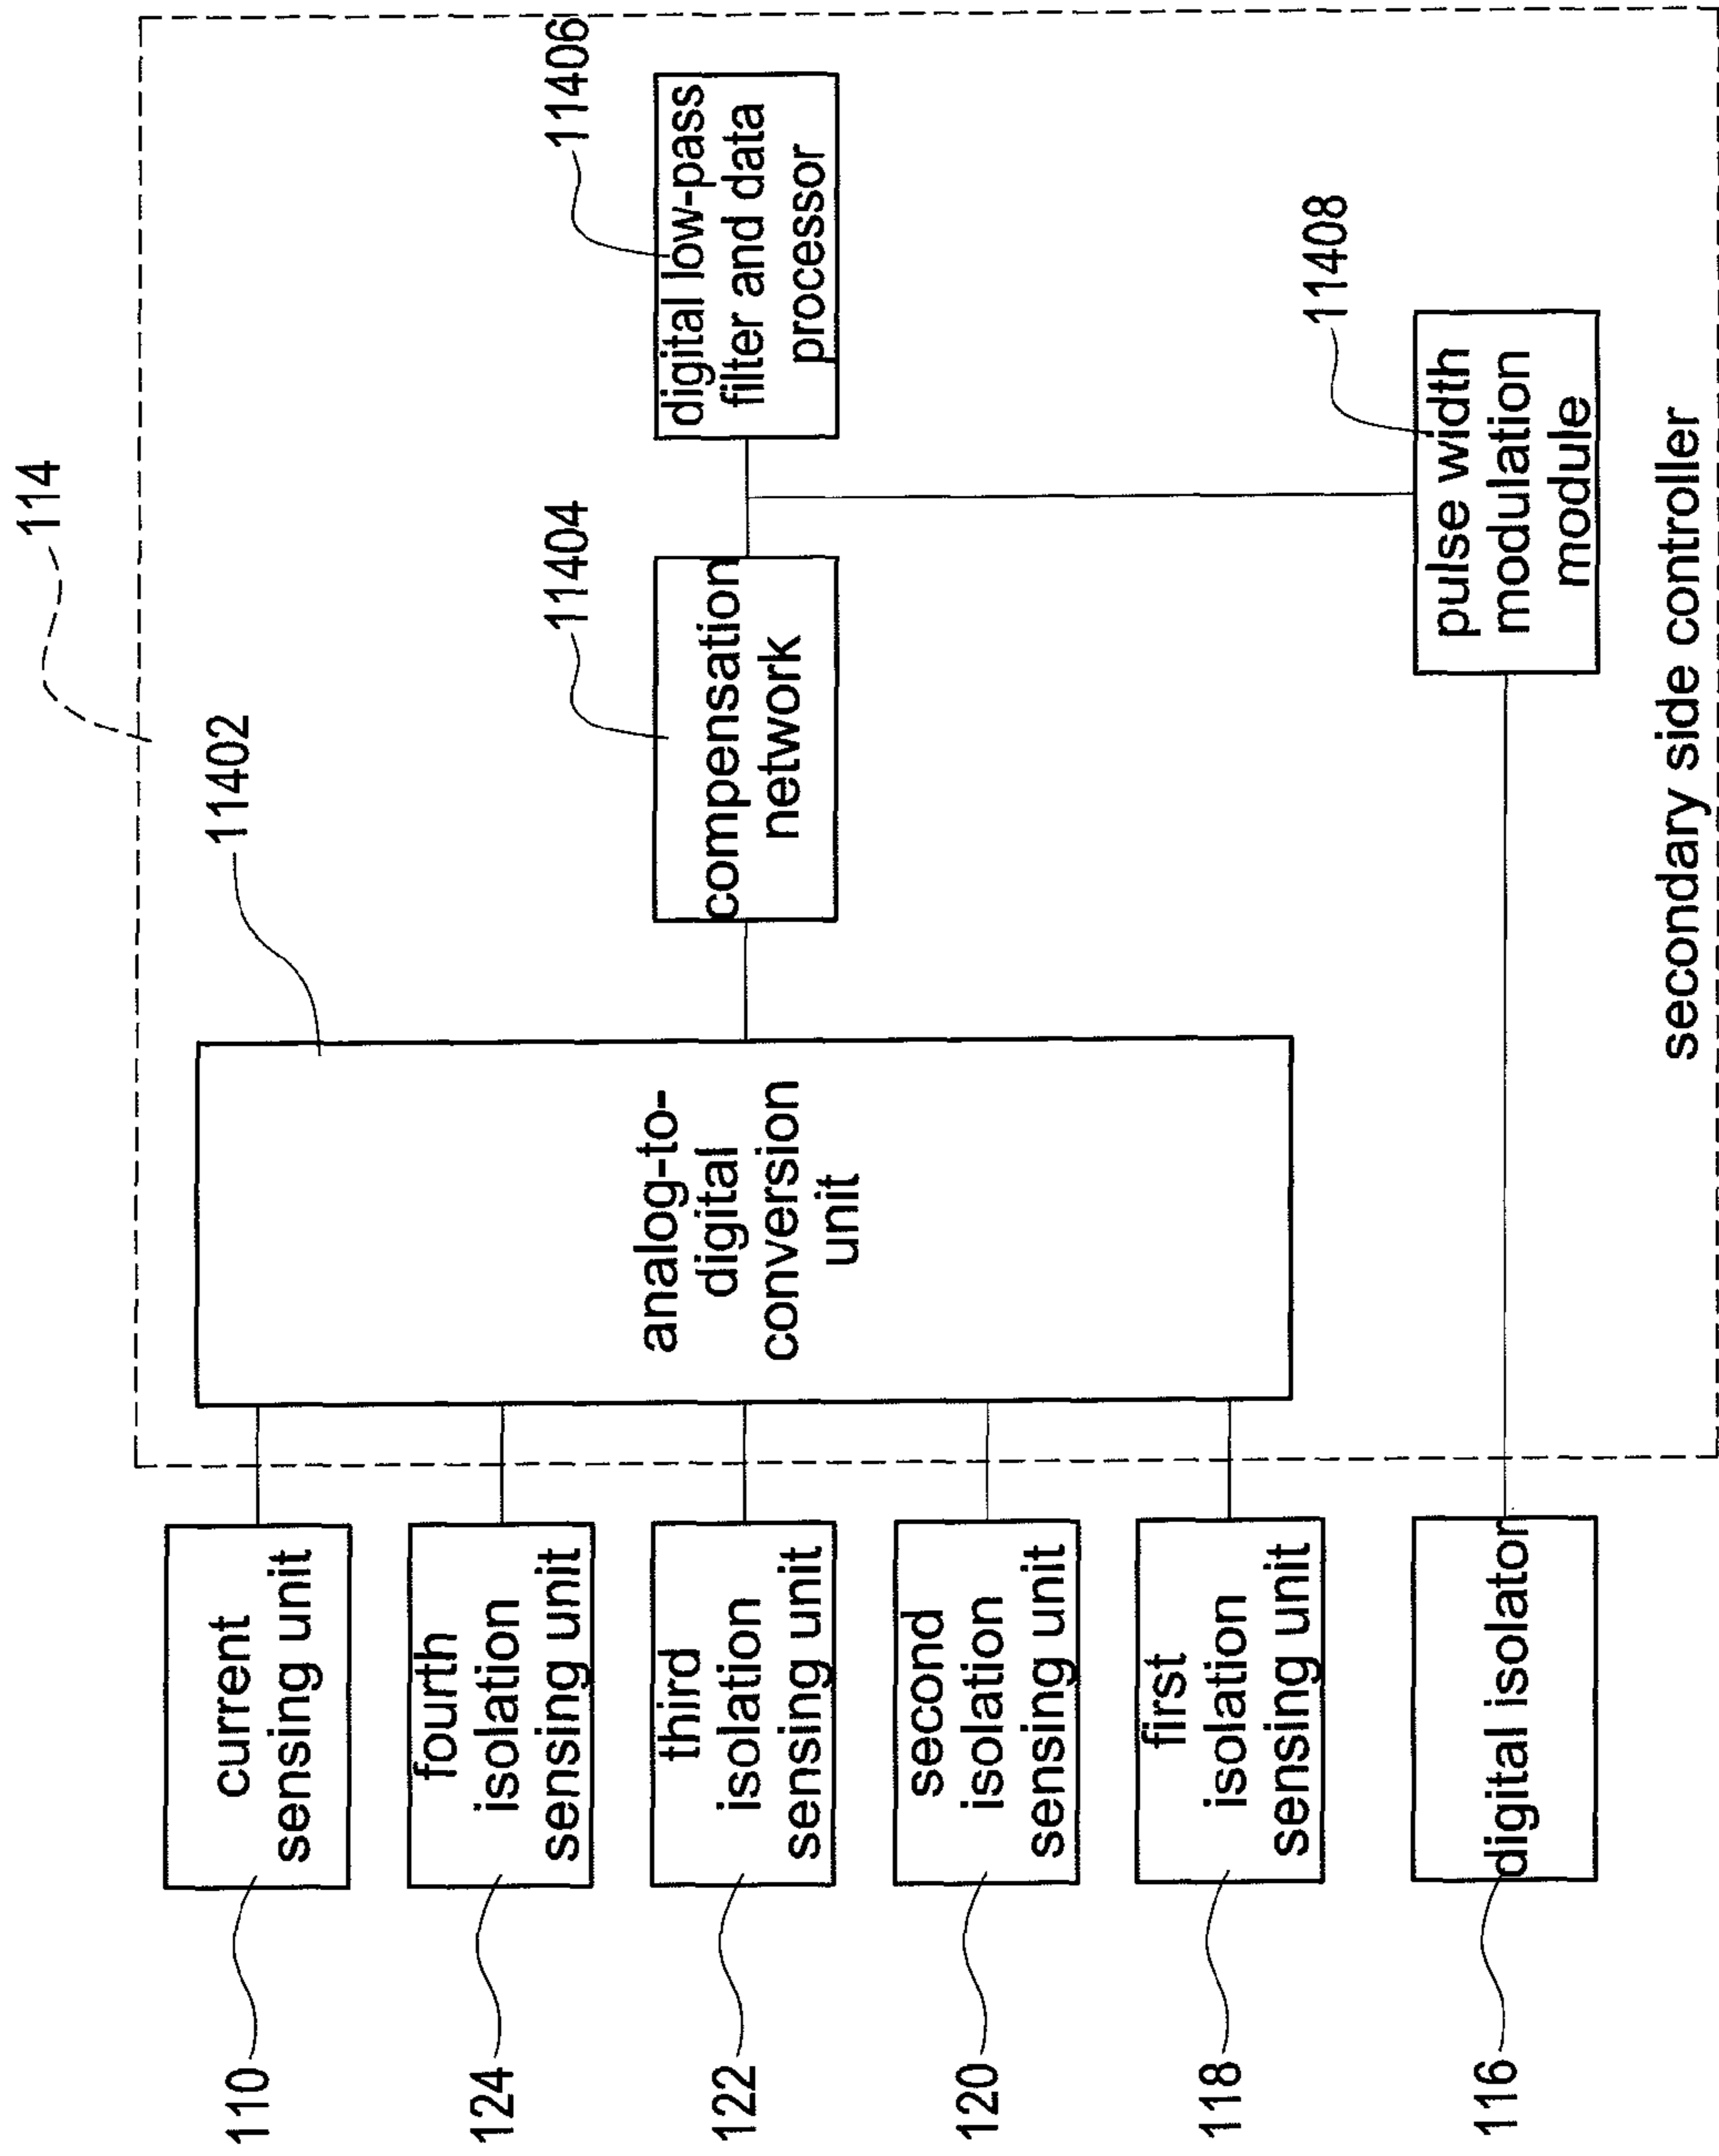 114
11402
11404
11406
11408
110
current
sensing unit
124
fourth
isolation
sensing unit
122
third
isolation
sensing unit
120
second
isolation
sensing unit
118
first
isolation
sensing unit
116
digital isolator
analog-to-
digital
conversion
unit
compensation
network
digital low-pass
filter and data
processor
pulse width
modulation
module
secondary side controller